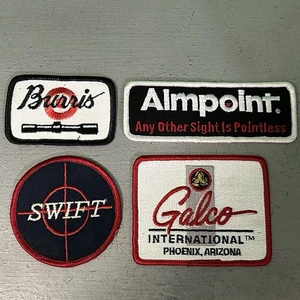 Burris
Aimpoint.
Any Other Sight Is Pointless
SWIFT
Galco
INTERNATIONAL™
PHOENIX, ARIZONA